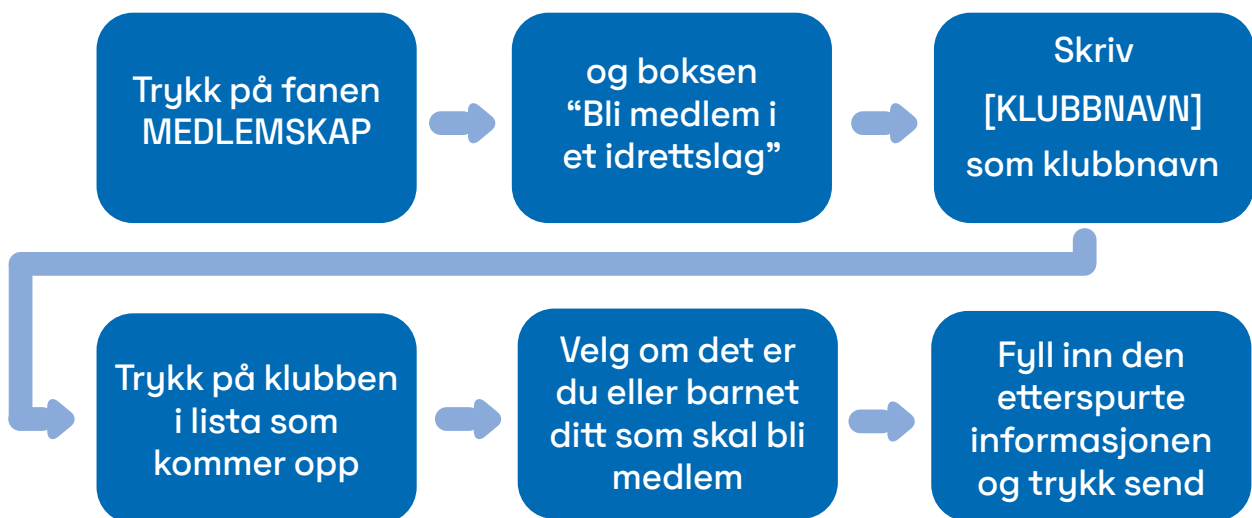 Trykk på fanen
MEDLEMSKAP
og boksen
“Bli medlem i
et idrettslag”
Skriv
[KLUBBNAVN]
som klubbnavn
Trykk på klubben
i lista som
kommer opp
Velg om det er
du eller barnet
ditt som skal bli
medlem
Fyll inn den
etterspurte
informasjonen
og trykk send